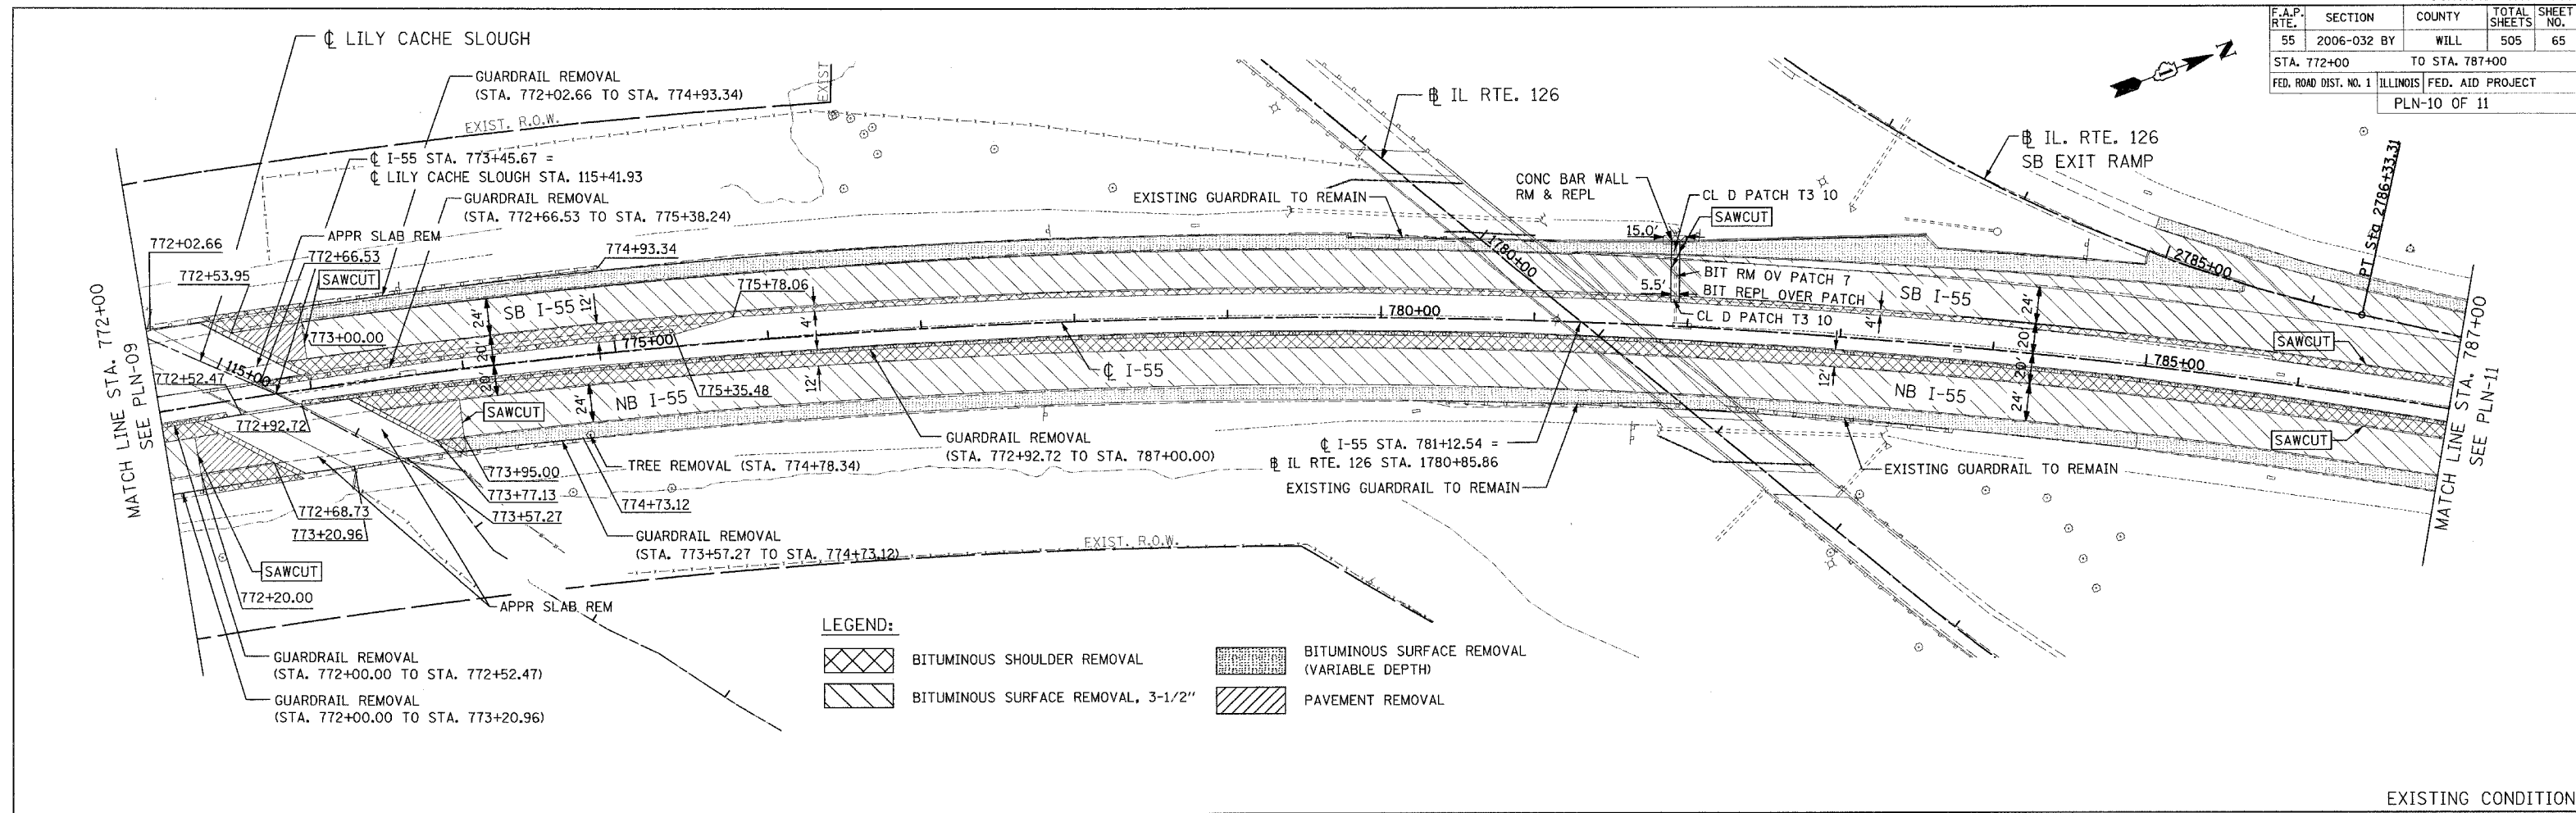 F.A.P. RTE. SECTION COUNTY TOTAL SHEETS SHEET NO.
55 2006-032 BY WILL 505 65
STA. 772+00 TO STA. 787+00
FED. ROAD DIST. NO. 1 ILLINOIS FED. AID PROJECT
PLN-10 OF 11
N
℄ LILY CACHE SLOUGH
GUARDRAIL REMOVAL
(STA. 772+02.66 TO STA. 774+93.34)
EXIST
EXIST. R.O.W.
℄ I-55 STA. 773+45.67 =
℄ LILY CACHE SLOUGH STA. 115+41.93
GUARDRAIL REMOVAL
(STA. 772+66.53 TO STA. 775+38.24)
APPR SLAB REM
772+02.66
772+66.53
772+53.95
SAWCUT
774+93.34
775+78.06
773+00.00
SB I-55
24'
12'
20'
20'
4'
775+00
115+00
772+52.47
775+35.48
772+92.72
NB I-55
24'
12'
SAWCUT
MATCH LINE STA. 772+00
SEE PLN-09
℄ I-55
780+00
GUARDRAIL REMOVAL
(STA. 772+92.72 TO STA. 787+00.00)
TREE REMOVAL (STA. 774+78.34)
773+95.00
773+77.13
773+57.27
774+73.12
772+68.73
773+20.96
GUARDRAIL REMOVAL
(STA. 773+57.27 TO STA. 774+73.12)
EXIST. R.O.W.
SAWCUT
772+20.00
APPR SLAB REM
GUARDRAIL REMOVAL
(STA. 772+00.00 TO STA. 772+52.47)
GUARDRAIL REMOVAL
(STA. 772+00.00 TO STA. 773+20.96)
B IL RTE. 126
EXISTING GUARDRAIL TO REMAIN
1780+00
CONC BAR WALL
RM & REPL
CL D PATCH T3 10
SAWCUT
15.0'
BIT RM OV PATCH 7
5.5'
BIT REPL OVER PATCH
CL D PATCH T3 10
SB I-55
24'
4'
20'
20'
B IL. RTE. 126
SB EXIT RAMP
PT Sta 2786+33.31
2785+00
SAWCUT
785+00
12'
NB I-55
24'
SAWCUT
℄ I-55 STA. 781+12.54 =
B IL RTE. 126 STA. 1780+85.86
EXISTING GUARDRAIL TO REMAIN
EXISTING GUARDRAIL TO REMAIN
MATCH LINE STA. 787+00
SEE PLN-11
LEGEND:
BITUMINOUS SHOULDER REMOVAL
BITUMINOUS SURFACE REMOVAL, 3-1/2"
BITUMINOUS SURFACE REMOVAL
(VARIABLE DEPTH)
PAVEMENT REMOVAL
EXISTING CONDITION